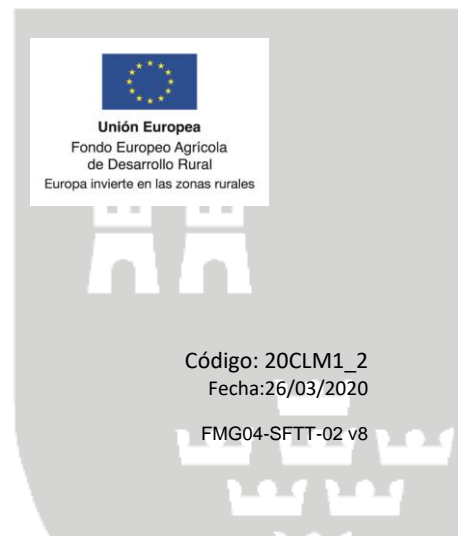 Unión Europea
Fondo Europeo Agrícola
de Desarrollo Rural
Europa invierte en las zonas rurales
Código: 20CLM1_2
Fecha:26/03/2020
FMG04-SFTT-02 v8